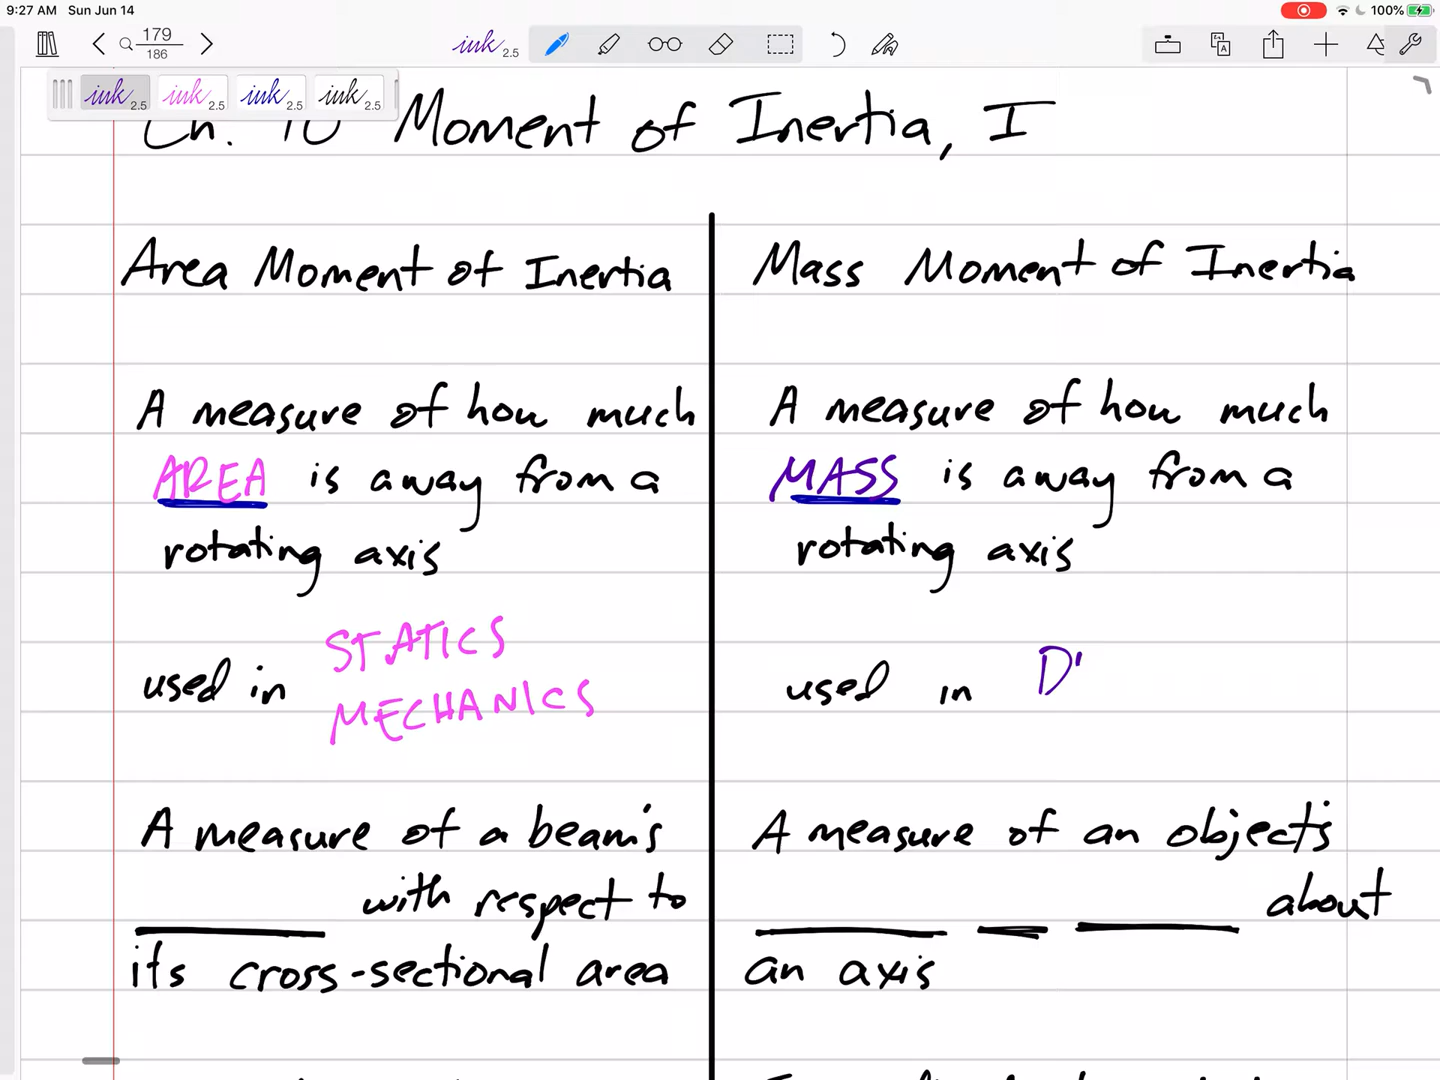 9:27 AM Sun Jun 14
100%
179
186
ink 2.5
ink 2.5 ink 2.5 ink 2.5 ink 2.5
Ch. 10 Moment of Inertia, I
Area Moment of Inertia
A measure of how much
AREA is away from a
rotating axis
used in STATICS
MECHANICS
A measure of a beam's
with respect to
its cross-sectional area
Mass Moment of Inertia
A measure of how much
MASS is away from a
rotating axis
used in D
A measure of an object's
about
an axis